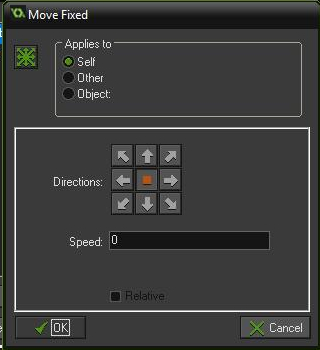 Move Fixed
Applies to
Self
Other
Object:
Directions:
Speed: 0
Relative
OK
Cancel